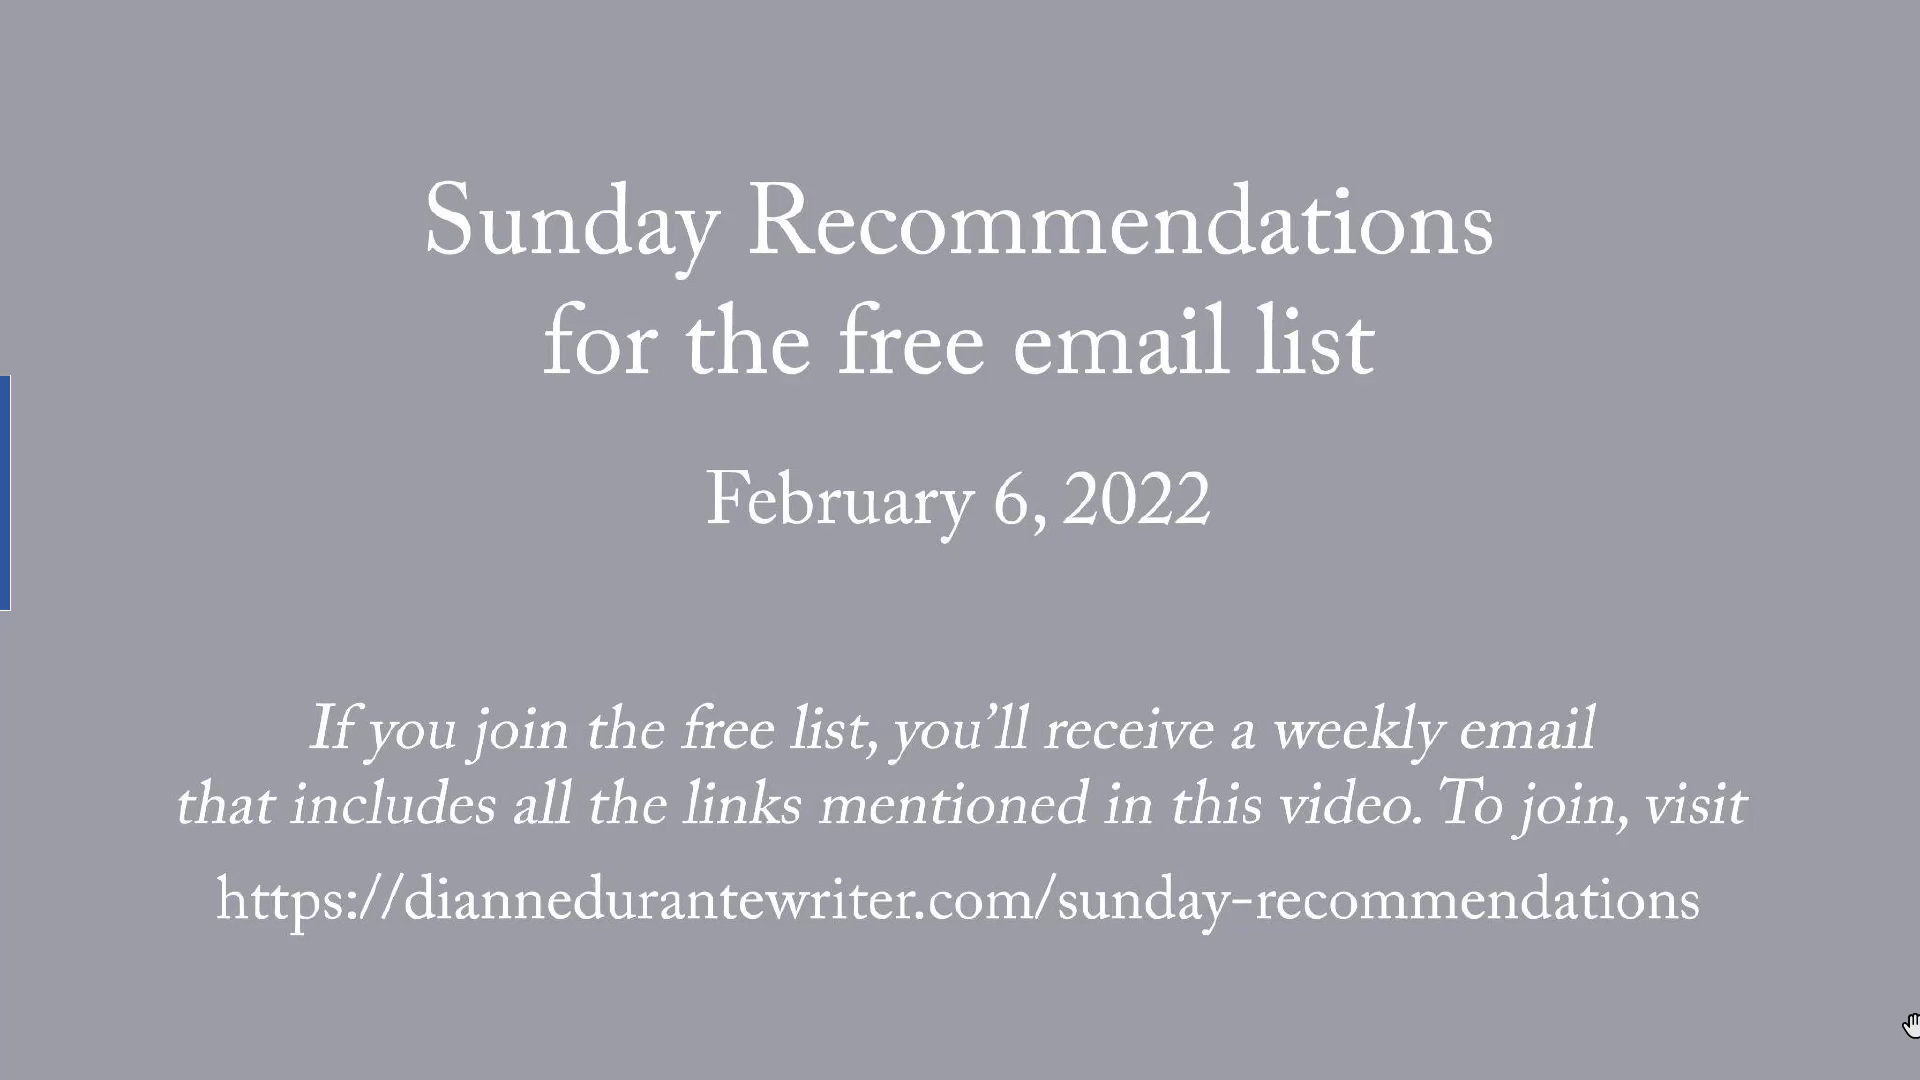 Sunday Recommendations
for the free email list
February 6, 2022
If you join the free list, you’ll receive a weekly email
that includes all the links mentioned in this video. To join, visit
https://diannedurantewriter.com/sunday-recommendations